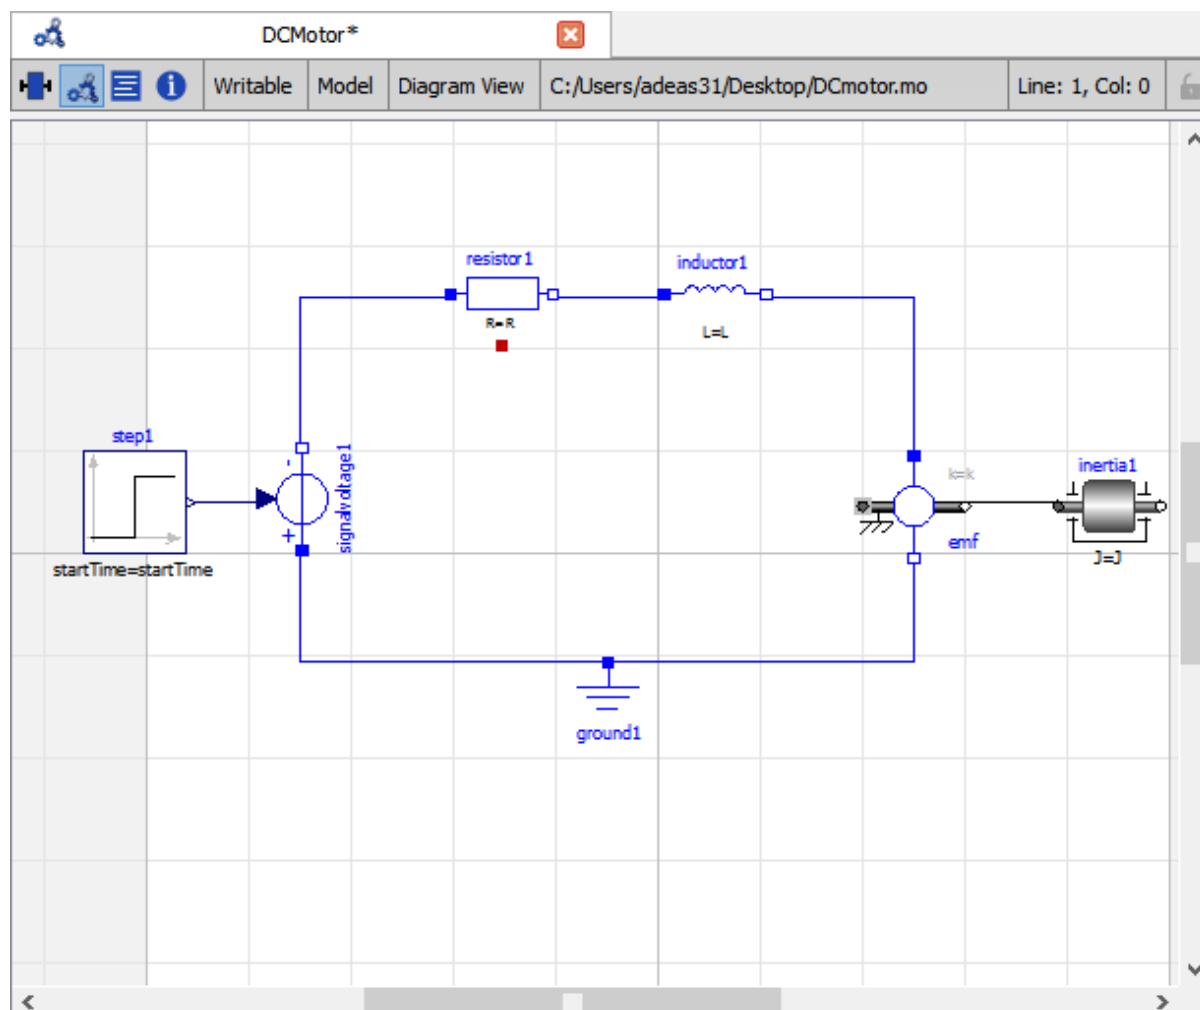 DCMotor*
Writable Model Diagram View C:/Users/adeas31/Desktop/DCmotor.mo Line: 1, Col: 0
resistor1
R=R
inductor1
L=L
step1
startTime=startTime
-
+
signalvoltage1
k=k
emf
inertia1
J=J
ground1